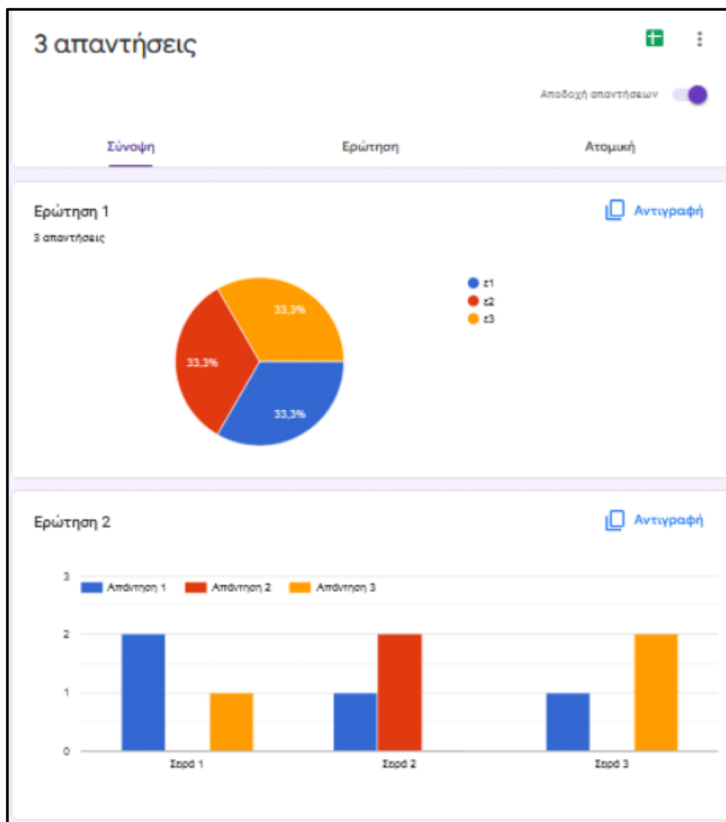 3 απαντήσεις
Αποδοχή απαντήσεων
Σύνοψη Ερώτηση Ατομική
Ερώτηση 1
Αντιγραφή
3 απαντήσεις
ε1
ε2
ε3
33,3%
33,3%
33,3%
Ερώτηση 2
Αντιγραφή
Απάντηση 1 Απάντηση 2 Απάντηση 3
3
2
1
0
Σειρά 1 Σειρά 2 Σειρά 3